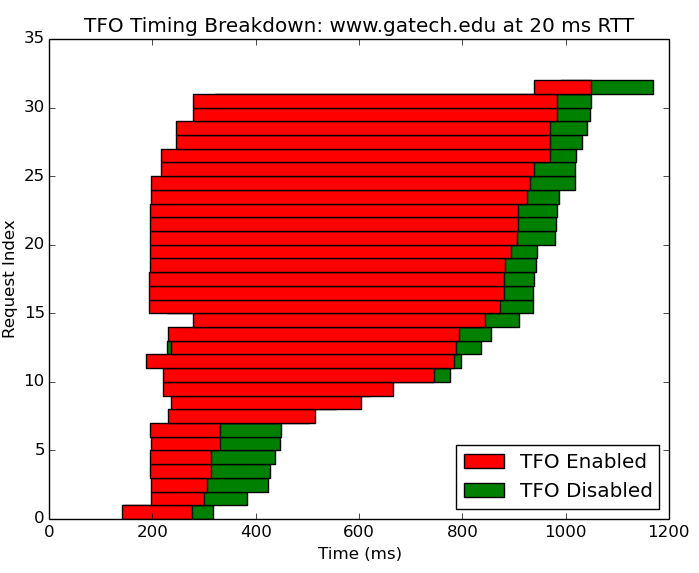 TFO Timing Breakdown: www.gatech.edu at 20 ms RTT
35
30
25
20
15
10
5
0
Request Index
TFO Enabled
TFO Disabled
0 200 400 600 800 1000 1200
Time (ms)